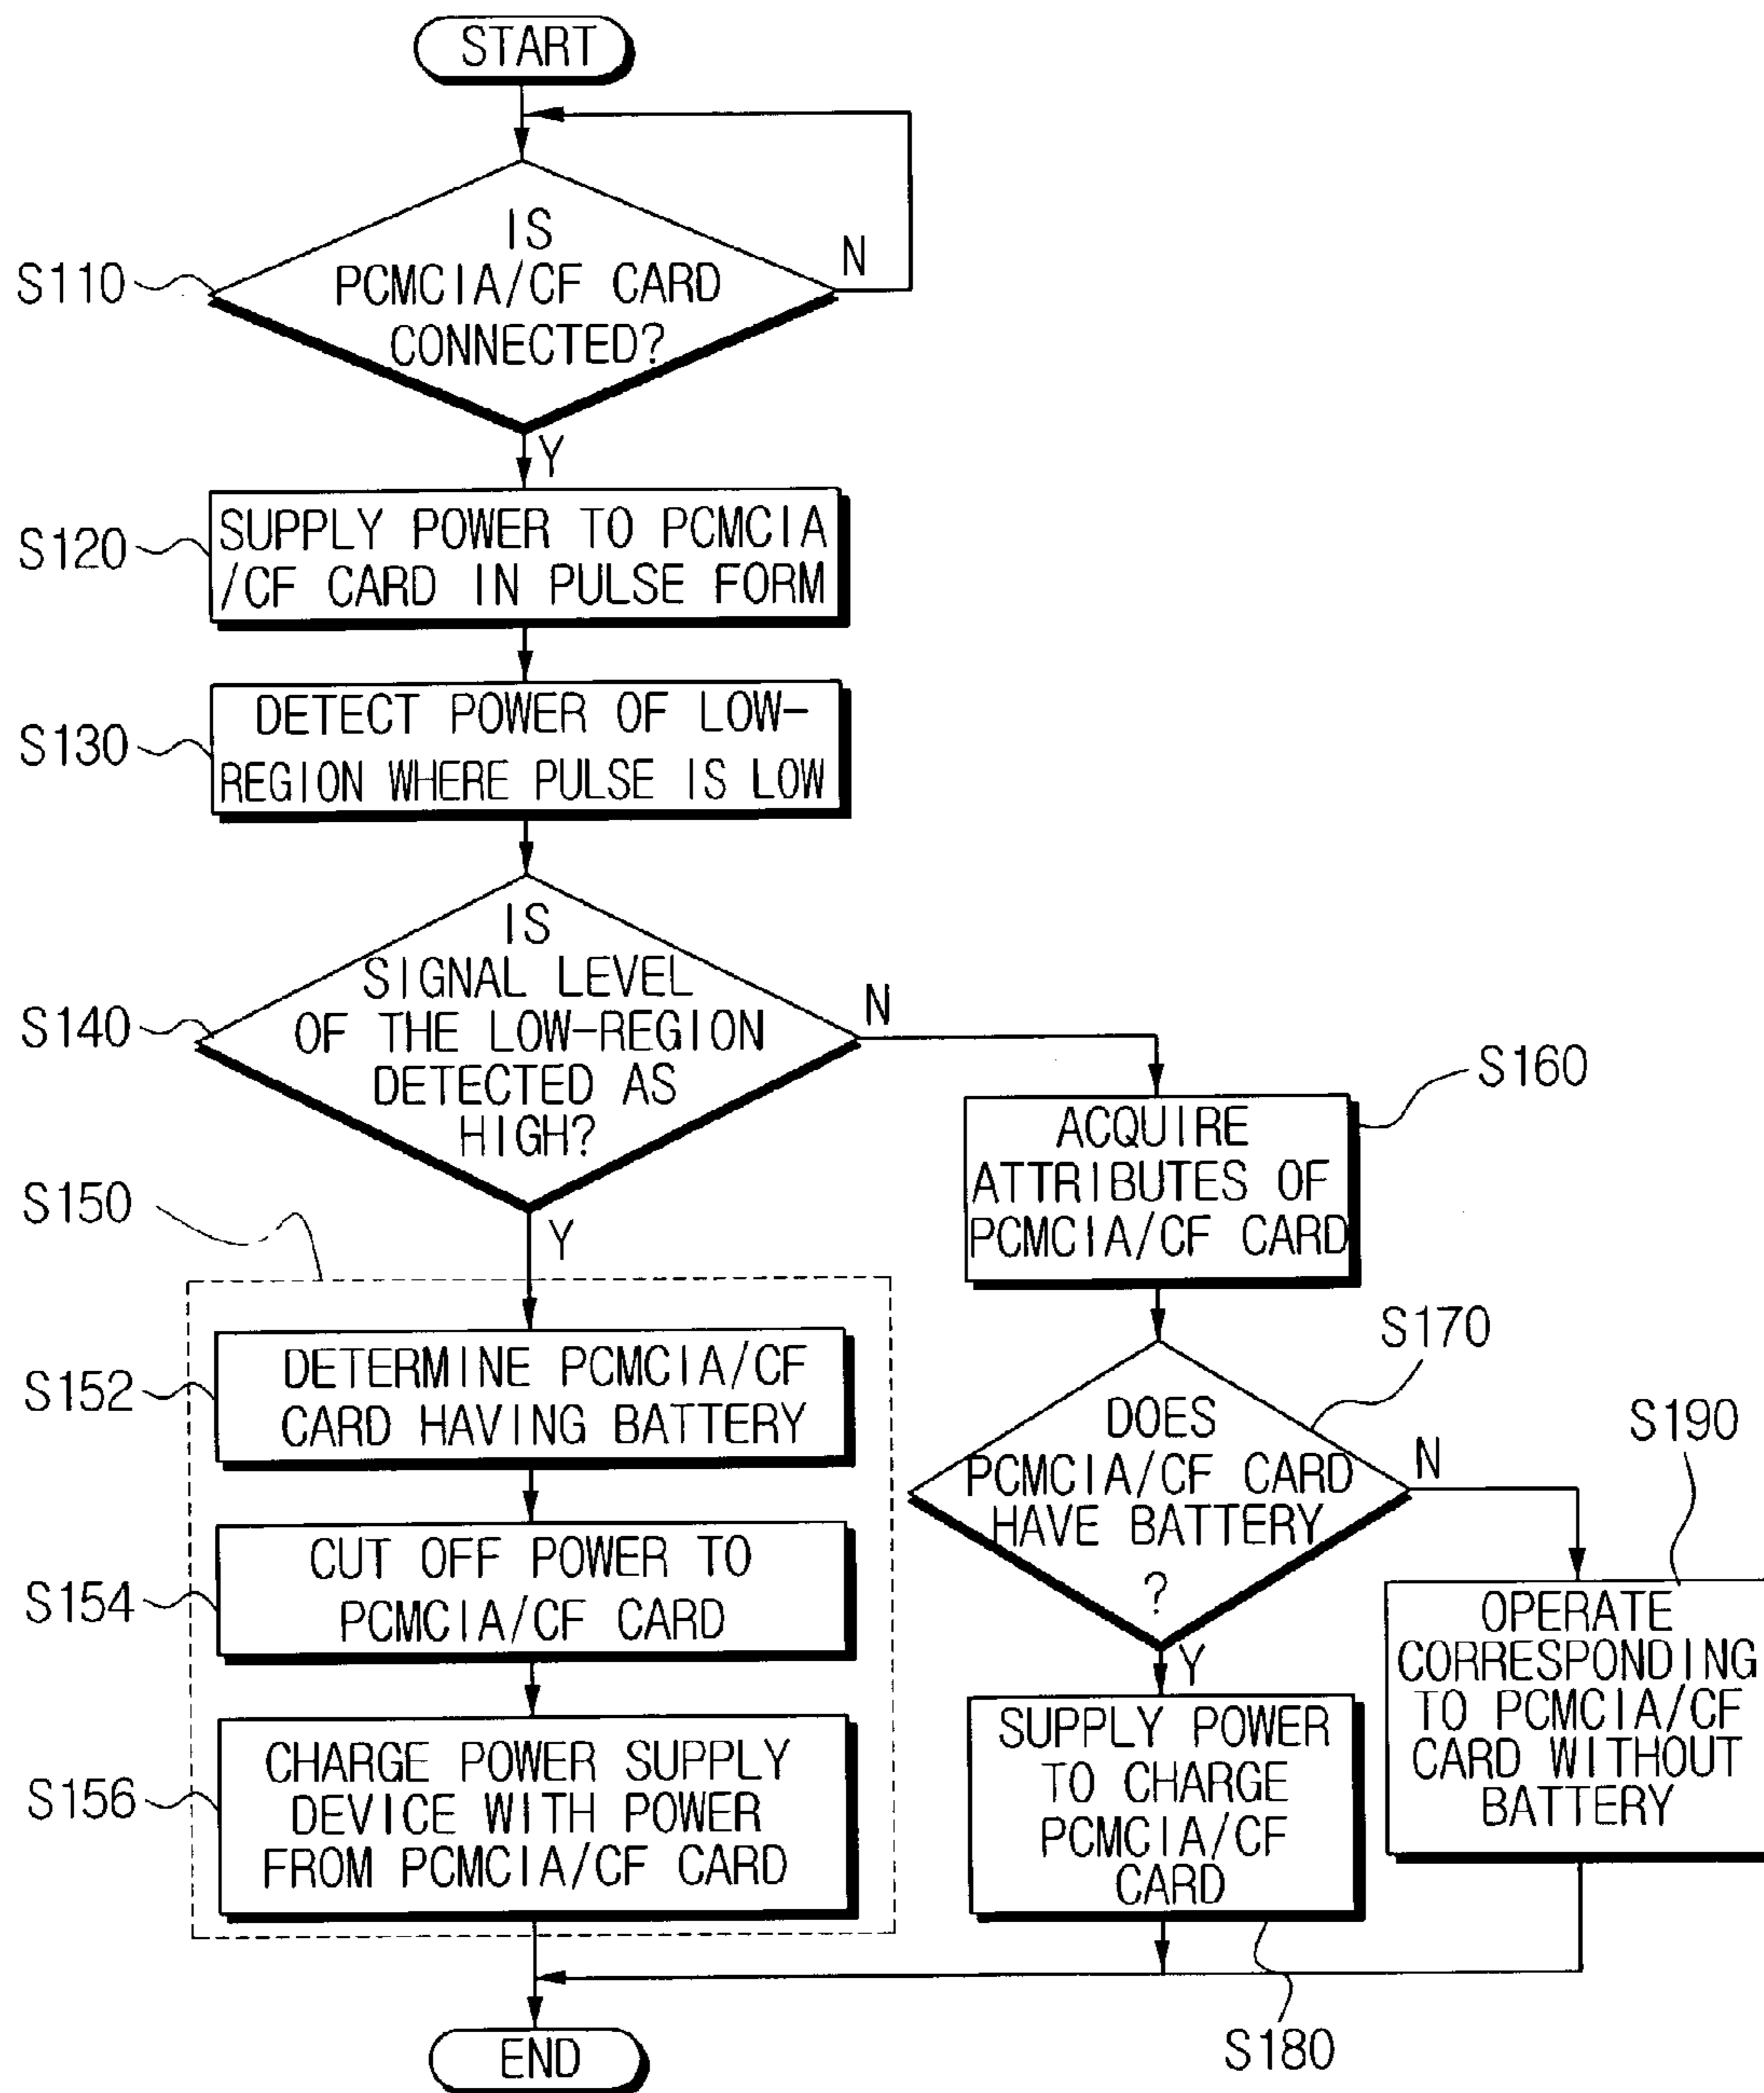 START
IS
PCMCIA/CF CARD
CONNECTED?
N
S110
Y
SUPPLY POWER TO PCMCIA
/CF CARD IN PULSE FORM
S120
DETECT POWER OF LOW-
REGION WHERE PULSE IS LOW
S130
IS
SIGNAL LEVEL
OF THE LOW-REGION
DETECTED AS
HIGH?
N
S140
Y
S150
DETERMINE PCMCIA/CF
CARD HAVING BATTERY
S152
CUT OFF POWER TO
PCMCIA/CF CARD
S154
CHARGE POWER SUPPLY
DEVICE WITH POWER
FROM PCMCIA/CF CARD
S156
S160
ACQUIRE
ATTRIBUTES OF
PCMCIA/CF CARD
S170
DOES
PCMCIA/CF CARD
HAVE BATTERY
?
N
Y
S190
OPERATE
CORRESPONDING
TO PCMCIA/CF
CARD WITHOUT
BATTERY
SUPPLY POWER
TO CHARGE
PCMCIA/CF
CARD
S180
END